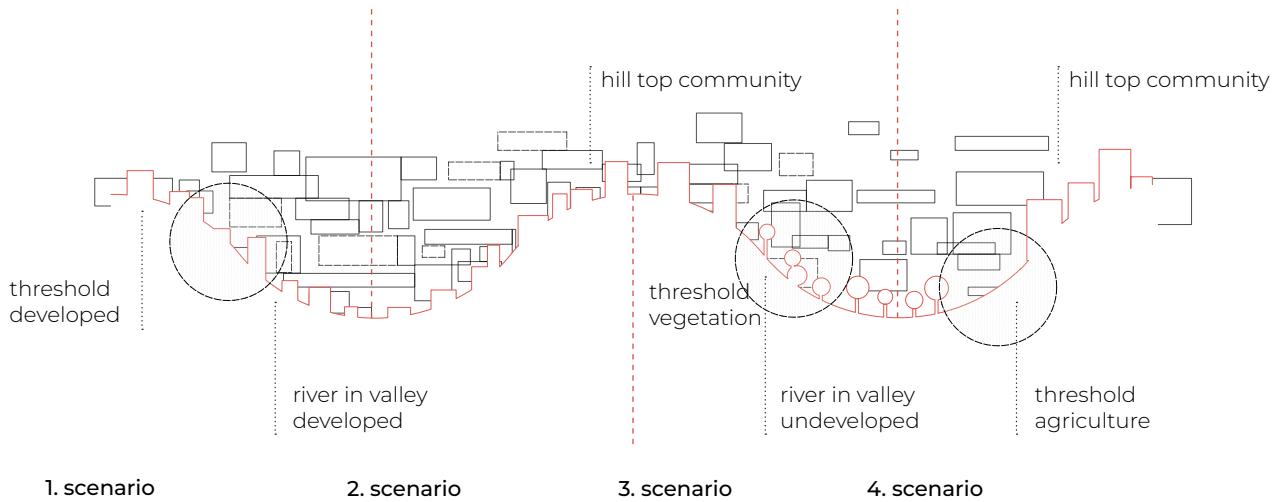 hill top community
hill top community
threshold
developed
threshold
vegetation
river in valley
developed
river in valley
undeveloped
threshold
agriculture
1. scenario
2. scenario
3. scenario
4. scenario